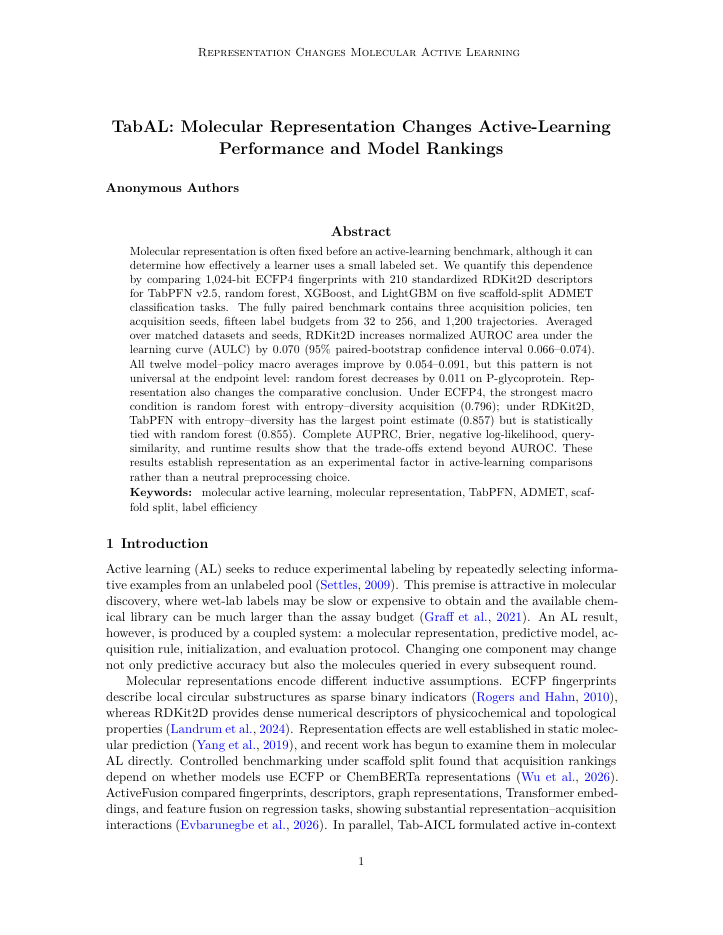 Representation Changes Molecular Active Learning
TabAL: Molecular Representation Changes Active-Learning
Performance and Model Rankings
Anonymous Authors
Abstract
Molecular representation is often fixed before an active-learning benchmark, although it can
determine how effectively a learner uses a small labeled set. We quantify this dependence
by comparing 1,024-bit ECFP4 fingerprints with 210 standardized RDKit2D descriptors
for TabPFN v2.5, random forest, XGBoost, and LightGBM on five scaffold-split ADMET
classification tasks. The fully paired benchmark contains three acquisition policies, ten
acquisition seeds, fifteen label budgets from 32 to 256, and 1,200 trajectories. Averaged
over matched datasets and seeds, RDKit2D increases normalized AUROC area under the
learning curve (AULC) by 0.070 (95% paired-bootstrap confidence interval 0.066–0.074).
All twelve model–policy macro averages improve by 0.054–0.091, but this pattern is not
universal at the endpoint level: random forest decreases by 0.011 on P-glycoprotein. Rep-
resentation also changes the comparative conclusion. Under ECFP4, the strongest macro
condition is random forest with entropy–diversity acquisition (0.796); under RDKit2D,
TabPFN with entropy–diversity has the largest point estimate (0.857) but is statistically
tied with random forest (0.855). Complete AUPRC, Brier, negative log-likelihood, query-
similarity, and runtime results show that the trade-offs extend beyond AUROC. These
results establish representation as an experimental factor in active-learning comparisons
rather than a neutral preprocessing choice.
Keywords: molecular active learning, molecular representation, TabPFN, ADMET, scaf-
fold split, label efficiency
1 Introduction
Active learning (AL) seeks to reduce experimental labeling by repeatedly selecting informa-
tive examples from an unlabeled pool (Settles, 2009). This premise is attractive in molecular
discovery, where wet-lab labels may be slow or expensive to obtain and the available chem-
ical library can be much larger than the assay budget (Graff et al., 2021). An AL result,
however, is produced by a coupled system: a molecular representation, predictive model, ac-
quisition rule, initialization, and evaluation protocol. Changing one component may change
not only predictive accuracy but also the molecules queried in every subsequent round.
Molecular representations encode different inductive assumptions. ECFP fingerprints
describe local circular substructures as sparse binary indicators (Rogers and Hahn, 2010),
whereas RDKit2D provides dense numerical descriptors of physicochemical and topological
properties (Landrum et al., 2024). Representation effects are well established in static molec-
ular prediction (Yang et al., 2019), and recent work has begun to examine them in molecular
AL directly. Controlled benchmarking under scaffold split found that acquisition rankings
depend on whether models use ECFP or ChemBERTa representations (Wu et al., 2026).
ActiveFusion compared fingerprints, descriptors, graph representations, Transformer embed-
dings, and feature fusion on regression tasks, showing substantial representation–acquisition
interactions (Evbarunegbe et al., 2026). In parallel, Tab-AICL formulated active in-context
1